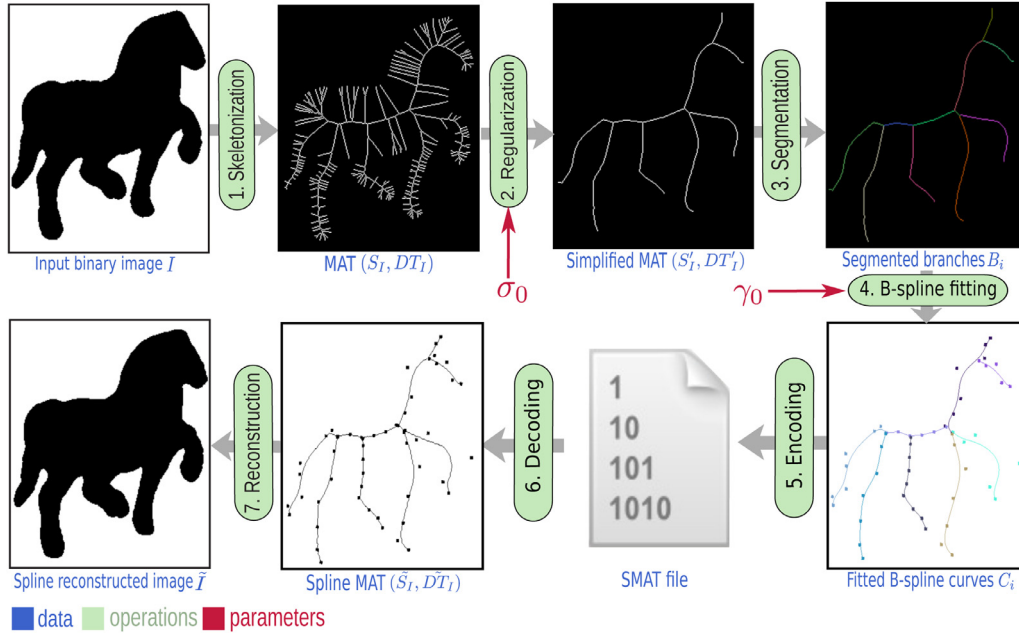 1. Skeletonization
2. Regularization
3. Segmentation
Input binary image I
MAT (S_I, DT_I)
Simplified MAT (S'_I, DT'_I)
Segmented branches B_i
σ₀
γ₀
4. B-spline fitting
1
10
101
1010
5. Encoding
6. Decoding
7. Reconstruction
Spline reconstructed image Ĩ
Spline MAT (S̃_I, D̃T_I)
SMAT file
Fitted B-spline curves C_i
data
operations
parameters